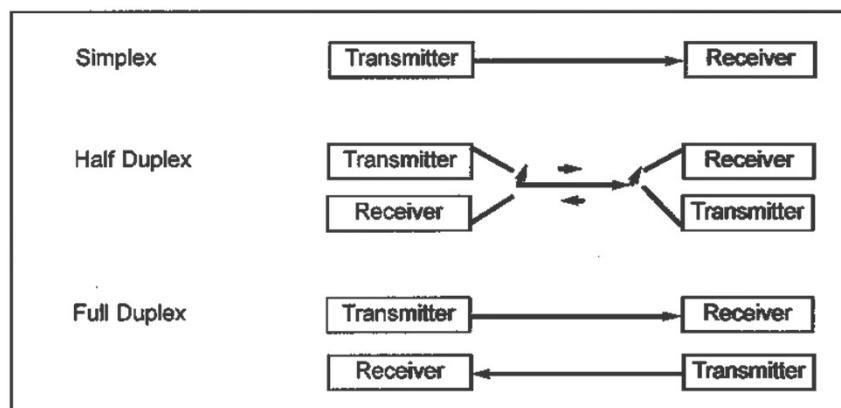 Simplex Transmitter Receiver
Half Duplex Transmitter Receiver
Receiver Transmitter
Full Duplex Transmitter Receiver
Receiver Transmitter